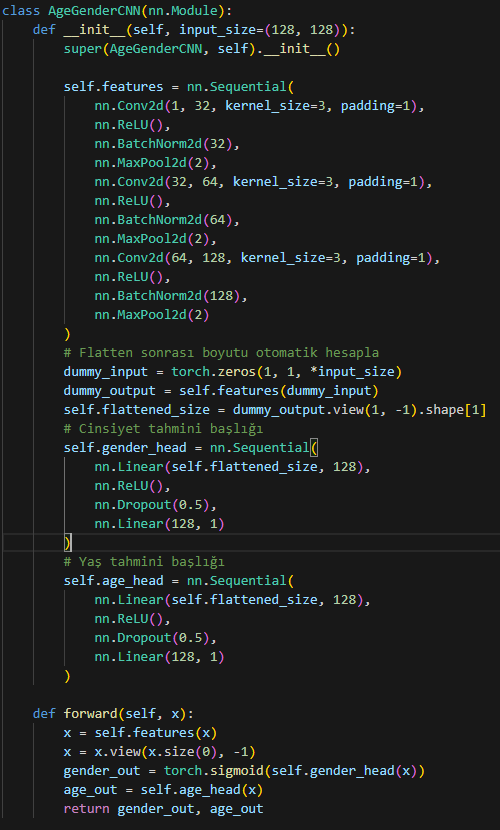 class AgeGenderCNN(nn.Module):
    def __init__(self, input_size=(128, 128)):
        super(AgeGenderCNN, self).__init__()

        self.features = nn.Sequential(
            nn.Conv2d(1, 32, kernel_size=3, padding=1),
            nn.ReLU(),
            nn.BatchNorm2d(32),
            nn.MaxPool2d(2),
            nn.Conv2d(32, 64, kernel_size=3, padding=1),
            nn.ReLU(),
            nn.BatchNorm2d(64),
            nn.MaxPool2d(2),
            nn.Conv2d(64, 128, kernel_size=3, padding=1),
            nn.ReLU(),
            nn.BatchNorm2d(128),
            nn.MaxPool2d(2)
        )
        # Flatten sonrası boyutu otomatik hesapla
        dummy_input = torch.zeros(1, 1, *input_size)
        dummy_output = self.features(dummy_input)
        self.flattened_size = dummy_output.view(1, -1).shape[1]
        # Cinsiyet tahmini başlığı
        self.gender_head = nn.Sequential(
            nn.Linear(self.flattened_size, 128),
            nn.ReLU(),
            nn.Dropout(0.5),
            nn.Linear(128, 1)
        )
        # Yaş tahmini başlığı
        self.age_head = nn.Sequential(
            nn.Linear(self.flattened_size, 128),
            nn.ReLU(),
            nn.Dropout(0.5),
            nn.Linear(128, 1)
        )

    def forward(self, x):
        x = self.features(x)
        x = x.view(x.size(0), -1)
        gender_out = torch.sigmoid(self.gender_head(x))
        age_out = self.age_head(x)
        return gender_out, age_out